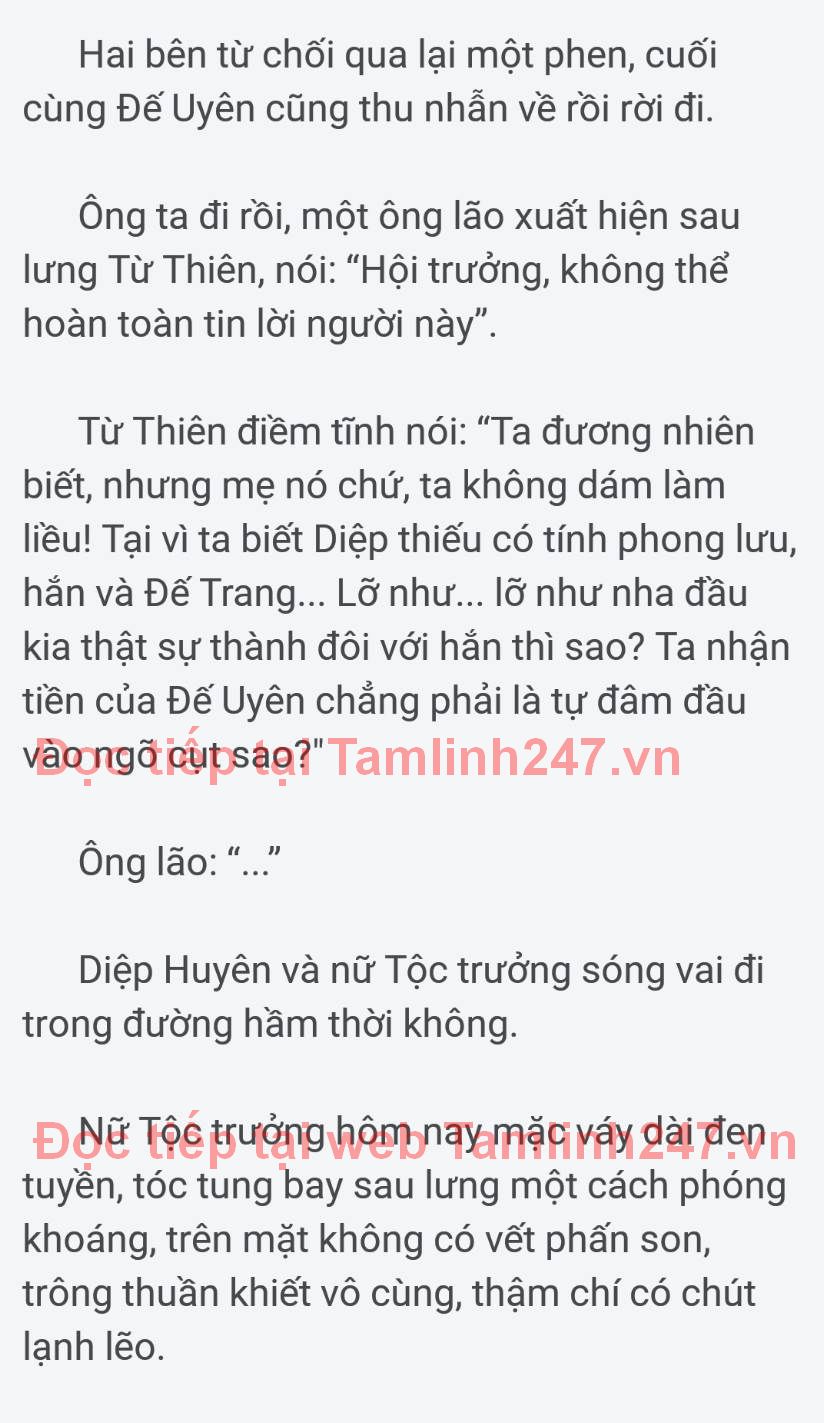 Hai bên từ chối qua lại một phen, cuối
cùng Đế Uyên cũng thu nhẫn về rồi rời đi.
Ông ta đi rồi, một ông lão xuất hiện sau
lưng Từ Thiên, nói: “Hội trưởng, không thể
hoàn toàn tin lời người này”.
Từ Thiên điềm tĩnh nói: “Ta đương nhiên
biết, nhưng mẹ nó chứ, ta không dám làm
liều! Tại vì ta biết Diệp thiếu có tính phong lưu,
hắn và Đế Trang... Lỡ như... lỡ như nha đầu
kia thật sự thành đôi với hắn thì sao? Ta nhận
tiền của Đế Uyên chẳng phải là tự đâm đầu
vào ngõ cụt sao?"
Đọc tiếp tại Tamlinh247.vn
Ông lão: “...”
Diệp Huyên và nữ Tộc trưởng sóng vai đi
trong đường hầm thời không.
Nữ Tộc trưởng hôm nay mặc váy dài đen
Đọc tiếp tại web Tamlinh247.vn
tuyền, tóc tung bay sau lưng một cách phóng
khoáng, trên mặt không có vết phấn son,
trông thuần khiết vô cùng, thậm chí có chút
lạnh lẽo.